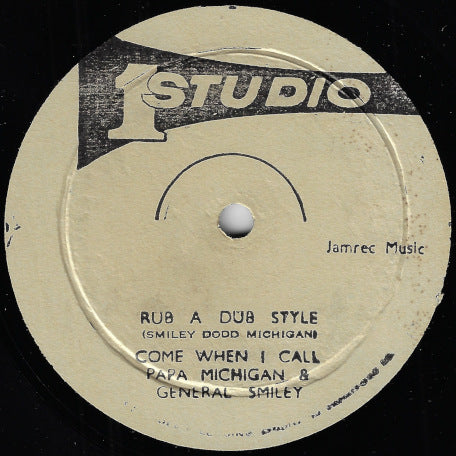 1 STUDIO
Jamrec Music
RUB A DUB STYLE
(SMILEY DODD MICHIGAN)
COME WHEN I CALL
PAPA MICHIGAN &
GENERAL SMILEY